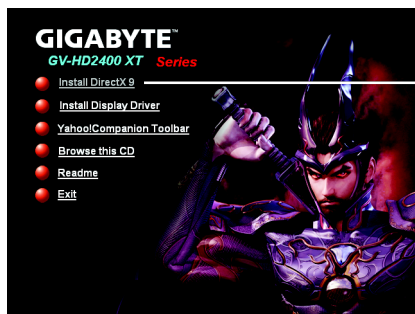 GIGABYTE™
GV-HD2400 XT Series
Install DirectX 9
Install Display Driver
Yahoo!Companion Toolbar
Browse this CD
Readme
Exit